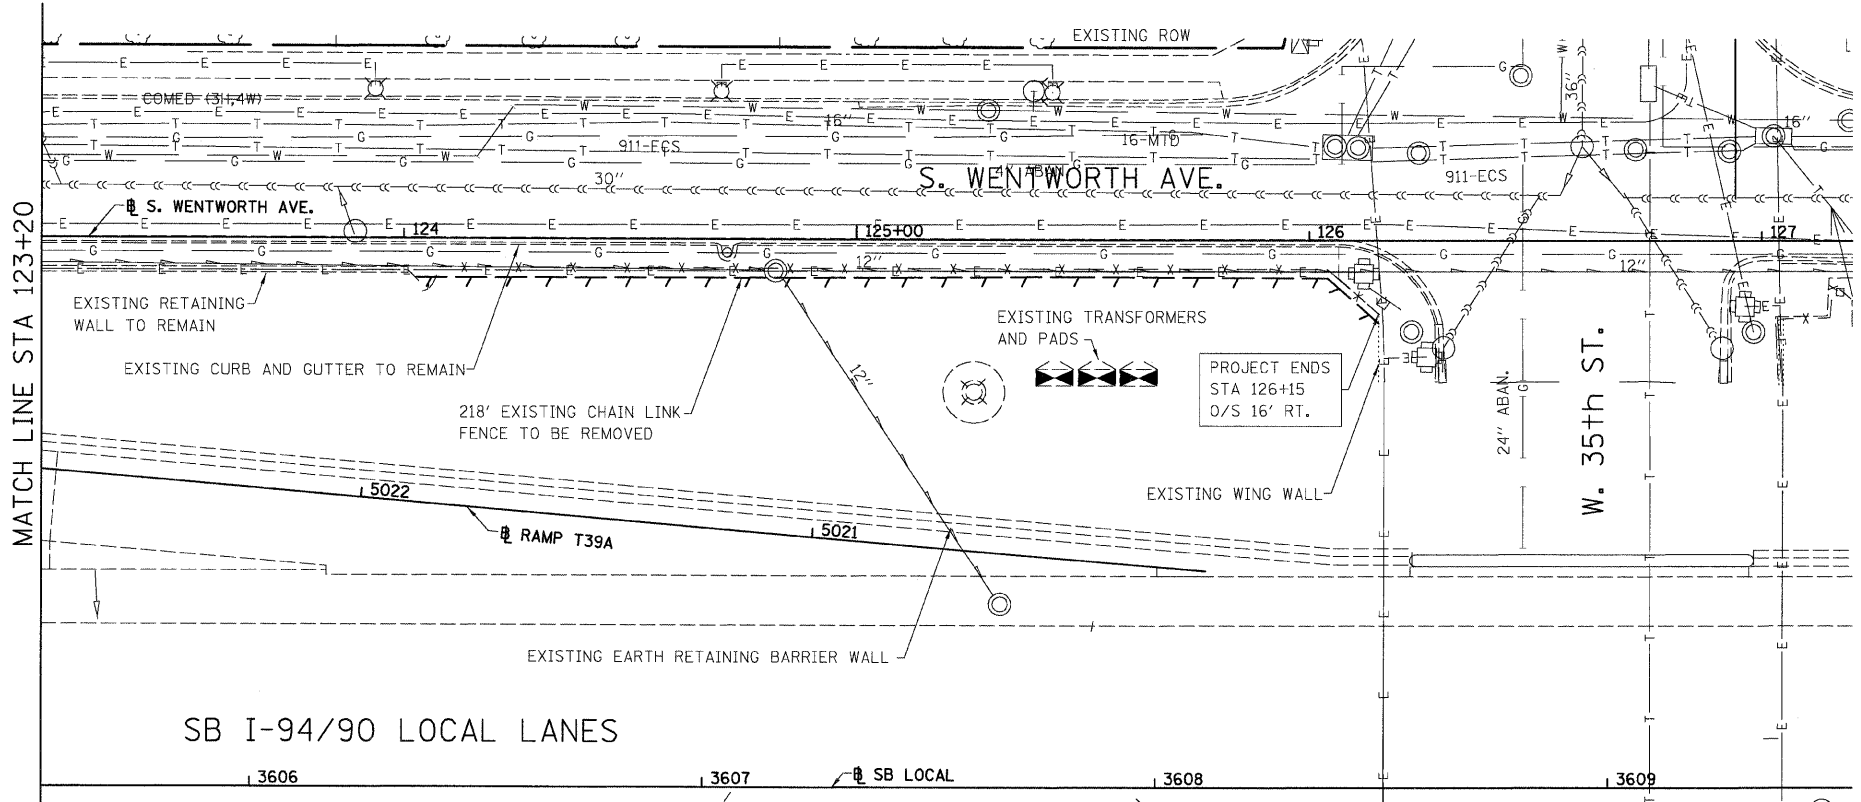 EXISTING ROW
COMED (3H,4W)
16"
36"
16"
911-ECS
16-MTD
4" ABAN
30"
S. WENTWORTH AVE.
911-ECS
℄ S. WENTWORTH AVE.
124
125+00
126
127
12"
12"
MATCH LINE STA 123+20
EXISTING RETAINING
WALL TO REMAIN
EXISTING CURB AND GUTTER TO REMAIN
218' EXISTING CHAIN LINK
FENCE TO BE REMOVED
12"
EXISTING TRANSFORMERS
AND PADS
PROJECT ENDS
STA 126+15
O/S 16' RT.
24" ABAN.
W. 35th ST.
EXISTING WING WALL
5022
5021
℄ RAMP T39A
EXISTING EARTH RETAINING BARRIER WALL
SB I-94/90 LOCAL LANES
3606
3607
℄ SB LOCAL
3608
3609